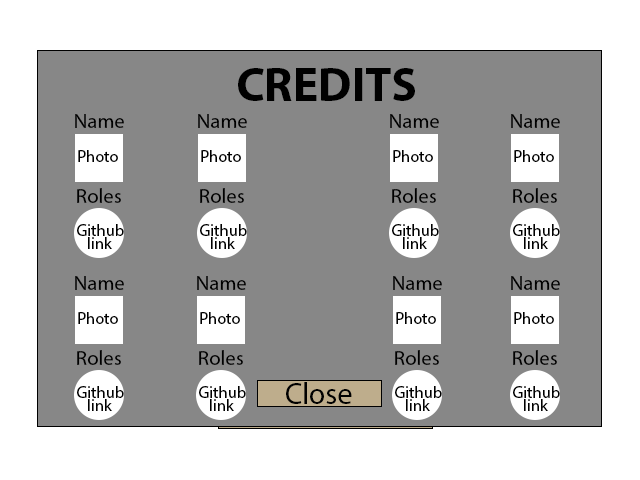 CREDITS
Name Name Name Name
Photo Photo Photo Photo
Roles Roles Roles Roles
Github Github Github Github
link link link link
Name Name Name Name
Photo Photo Photo Photo
Roles Roles Roles Roles
Github Github Close Github Github
link link link link